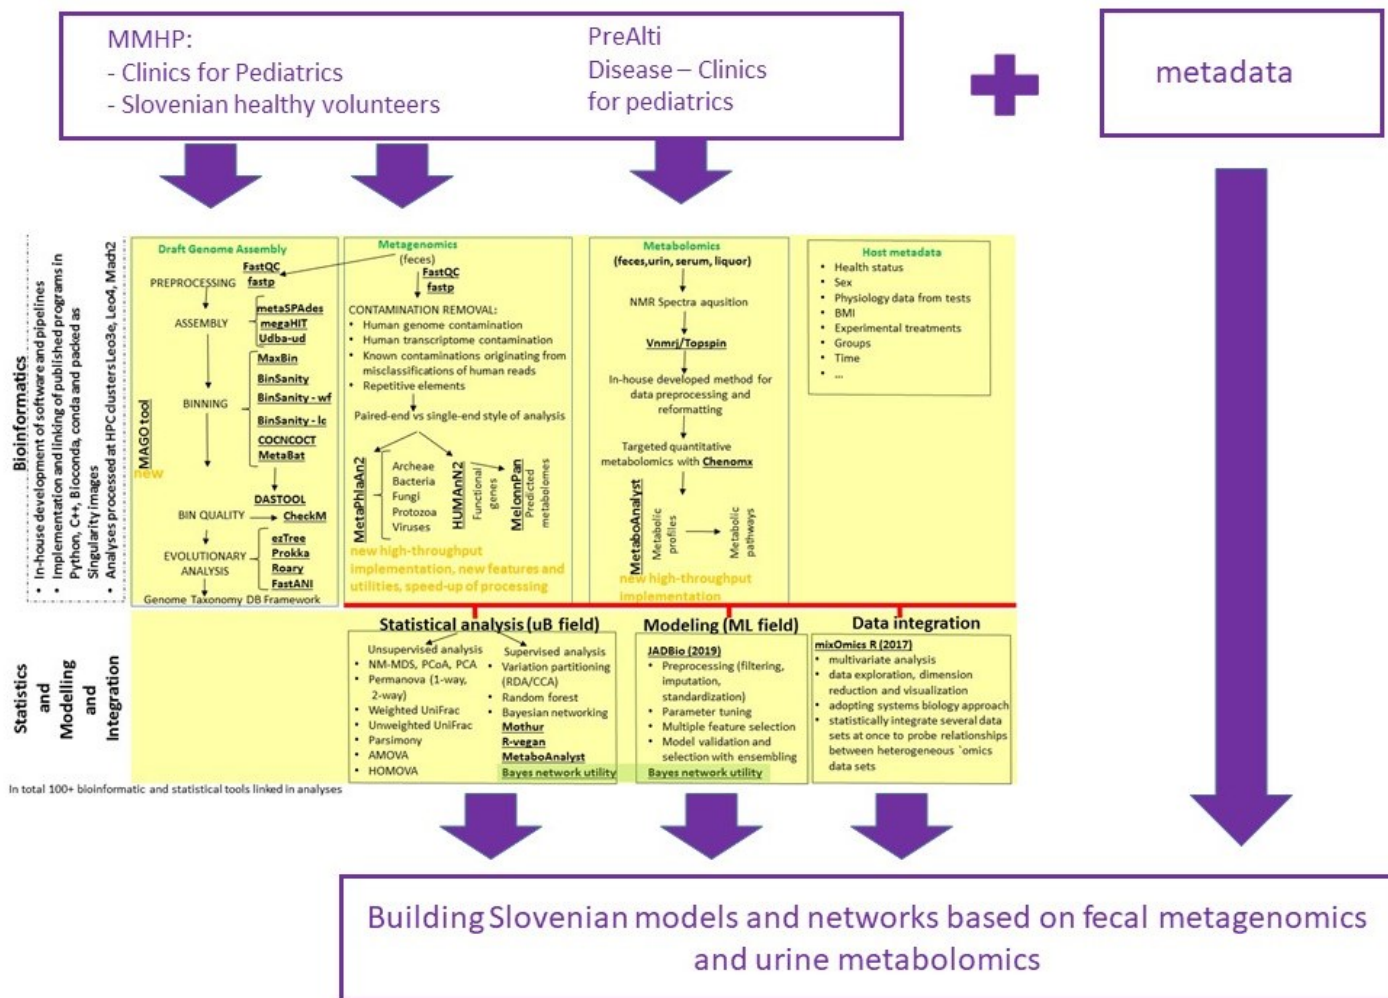 MMHP:
- Clinics for Pediatrics
- Slovenian healthy volunteers
PreAlti
Disease – Clinics
for pediatrics
metadata
Bioinformatics
• In-house development of software and pipelines
• Implementation and linking of published programs in
Python, C++, Bioconda, conda and packed as
Singularity images
• Analyses processed at HPC clusters Leo3e, Leo4, Mach2
Draft Genome Assembly
FastQC
fastp
PREPROCESSING
ASSEMBLY
metaSPAdes
megaHIT
Udba-ud
MaxBin
BinSanity
BINNING
BinSanity - wf
BinSanity - lc
COCNCOCT
MetaBat
MAGO tool
new
DASTOOL
BIN QUALITY
CheckM
ezTree
EVOLUTIONARY
ANALYSIS
Prokka
Roary
FastANI
Genome Taxonomy DB Framework
Metagenomics
(feces)
FastQC
fastp
CONTAMINATION REMOVAL:
• Human genome contamination
• Human transcriptome contamination
• Known contaminations originating from
misclassifications of human reads
• Repetitive elements
Paired-end vs single-end style of analysis
MetaPhlaAn2
Archeae
Bacteria
Fungi
Protozoa
Viruses
HUMAnN2
Functional
genes
MelonnPan
Predicted
metabolomes
new high-throughput
implementation, new features and
utilities, speed-up of processing
Metabolomics
(feces,urin, serum, liquor)
NMR Spectra aqusition
Vnmrj/Topspin
In-house developed method for
data preprocessing and
reformatting
Targeted quantitative
metabolomics with Chenomx
MetaboAnalyst
Metabolic
profiles
Metabolic
pathways
new high-throughput
implementation
Host metadata
• Health status
• Sex
• Physiology data from tests
• BMI
• Experimental treatments
• Groups
• Time
• ...
Statistics
and
Modelling
and
Integration
Statistical analysis (uB field)
Unsupervised analysis
• NM-MDS, PCoA, PCA
• Permanova (1-way,
2-way)
• Weighted UniFrac
• Unweighted UniFrac
• Parsimony
• AMOVA
• HOMOVA
Supervised analysis
• Variation partitioning
(RDA/CCA)
• Random forest
• Bayesian networking
Mothur
R-vegan
MetaboAnalyst
Bayes network utility
Modeling (ML field)
JADBio (2019)
• Preprocessing (filtering,
imputation,
standardization)
• Parameter tuning
• Multiple feature selection
• Model validation and
selection with ensembling
Bayes network utility
Data integration
mixOmics R (2017)
• multivariate analysis
• data exploration, dimension
reduction and visualization
• adopting systems biology approach
• statistically integrate several data
sets at once to probe relationships
between heterogeneous `omics
data sets
In total 100+ bioinformatic and statistical tools linked in analyses
Building Slovenian models and networks based on fecal metagenomics
and urine metabolomics